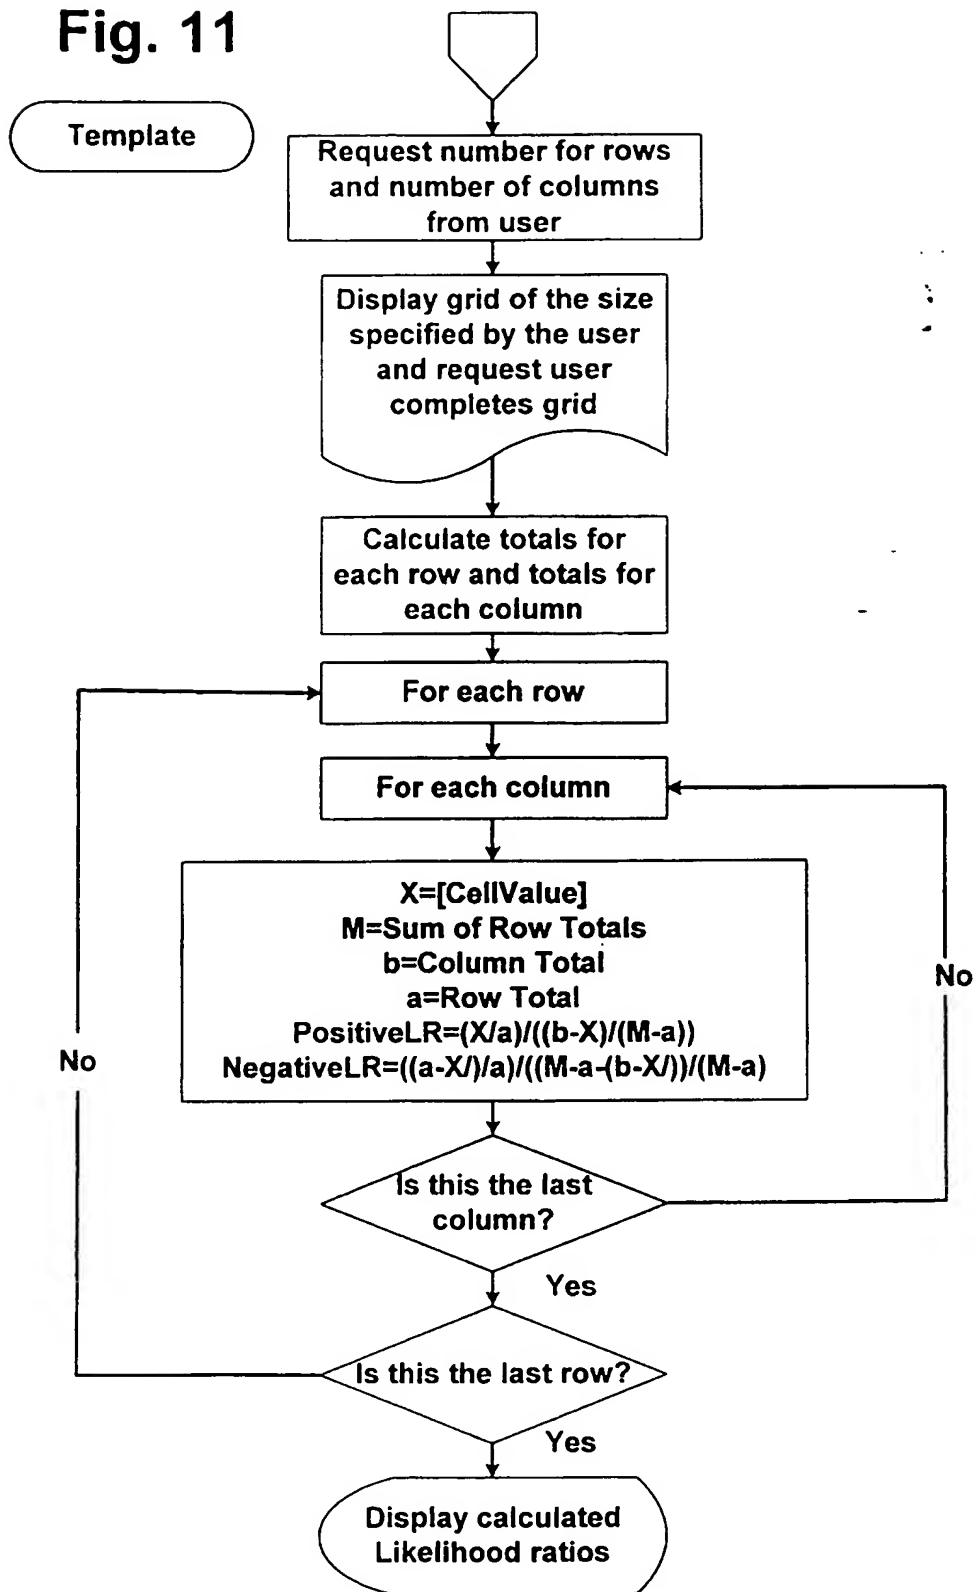 Fig. 11
Template
Request number for rows
and number of columns
from user
Display grid of the size
specified by the user
and request user
completes grid
Calculate totals for
each row and totals for
each column
For each row
For each column
X=[CellValue]
M=Sum of Row Totals
b=Column Total
a=Row Total
PositiveLR=(X/a)/((b-X)/(M-a))
NegativeLR=((a-X/)/a)/((M-a-(b-X/))/(M-a)
No
No
Is this the last
column?
Yes
Is this the last row?
Yes
Display calculated
Likelihood ratios